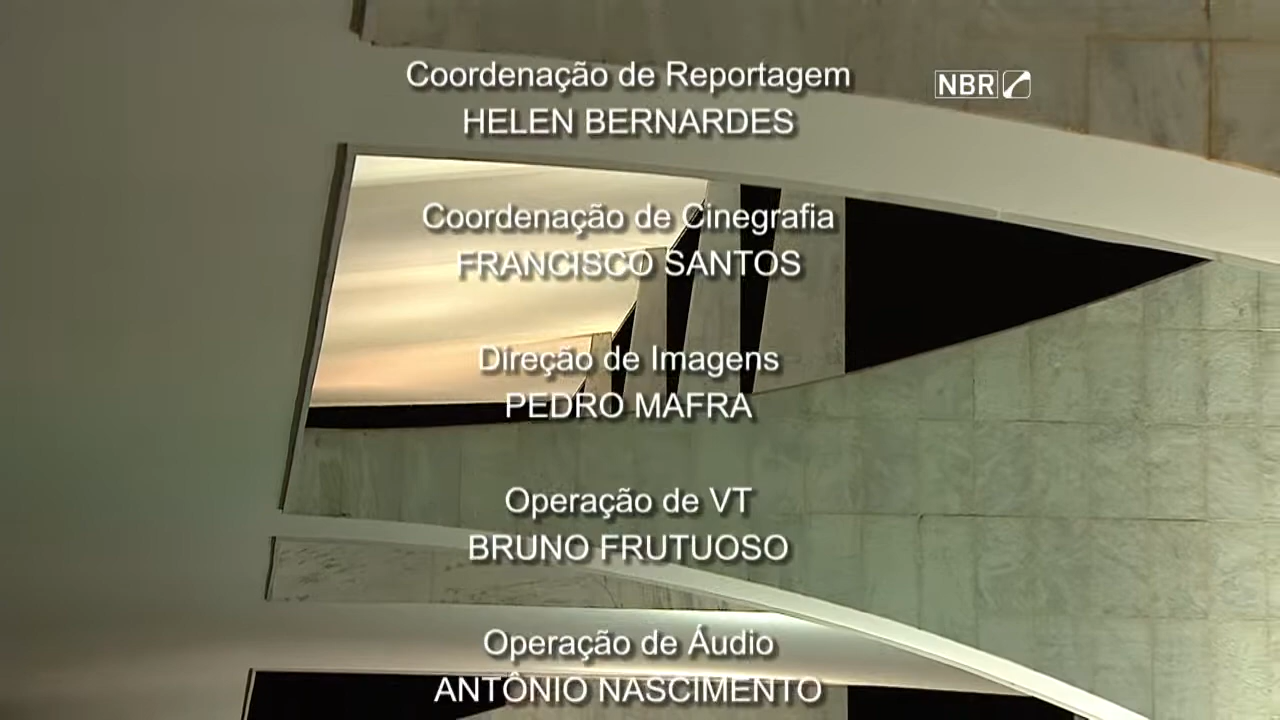 Coordenação de Reportagem
NBR
HELEN BERNARDES
Coordenação de Cinegrafia
FRANCISCO SANTOS
Direção de Imagens
PEDRO MAFRA
Operação de VT
BRUNO FRUTUOSO
Operação de Áudio
ANTÔNIO NASCIMENTO